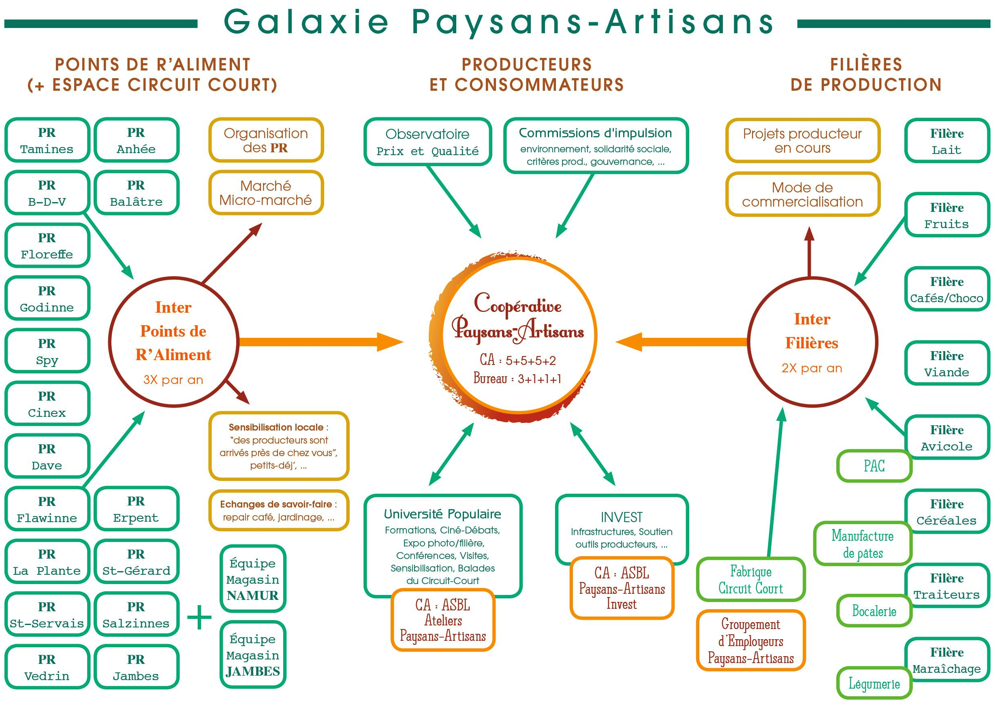 Galaxie Paysans-Artisans
POINTS DE R’ALIMENT
(+ ESPACE CIRCUIT COURT)
PR
Tamines
PR
Anhée
PR
B-D-V
PR
Balâtre
PR
Floreffe
PR
Godinne
PR
Spy
PR
Cinex
PR
Dave
PR
Flawinne
PR
Erpent
PR
La Plante
PR
St-Gérard
PR
St-Servais
PR
Salzinnes
PR
Vedrin
PR
Jambes
+
Équipe
Magasin
NAMUR
Équipe
Magasin
JAMBES
Organisation
des PR
Marché
Micro-marché
Inter
Points de
R’Aliment
3X par an
Sensibilisation locale :
“des producteurs sont
arrivés près de chez vous”,
petits-déj’, ...
Echanges de savoir-faire :
repair café, jardinage, ...
PRODUCTEURS
ET CONSOMMATEURS
Observatoire
Prix et Qualité
Commissions d'impulsion
environnement, solidarité sociale,
critères prod., gouvernance, ...
Coopérative
Paysans-Artisans
CA : 5+5+5+2
Bureau : 3+1+1+1
Université Populaire
Formations, Ciné-Débats,
Expo photo/filière,
Conférences, Visites,
Sensibilisation, Balades
du Circuit-Court
CA : ASBL
Ateliers
Paysans-Artisans
INVEST
Infrastructures, Soutien
outils producteurs, ...
CA : ASBL
Paysans-Artisans
Invest
FILIÈRES
DE PRODUCTION
Projets producteur
en cours
Mode de
commercialisation
Inter
Filières
2X par an
Fabrique
Circuit Court
Groupement
d’Employeurs
Paysans-Artisans
Filère
Lait
Filère
Fruits
Filère
Cafés/Choco
Filère
Viande
Filère
Avicole
PAC
Filère
Céréales
Manufacture
de pâtes
Filère
Traiteurs
Bocalerie
Filère
Maraîchage
Légumerie